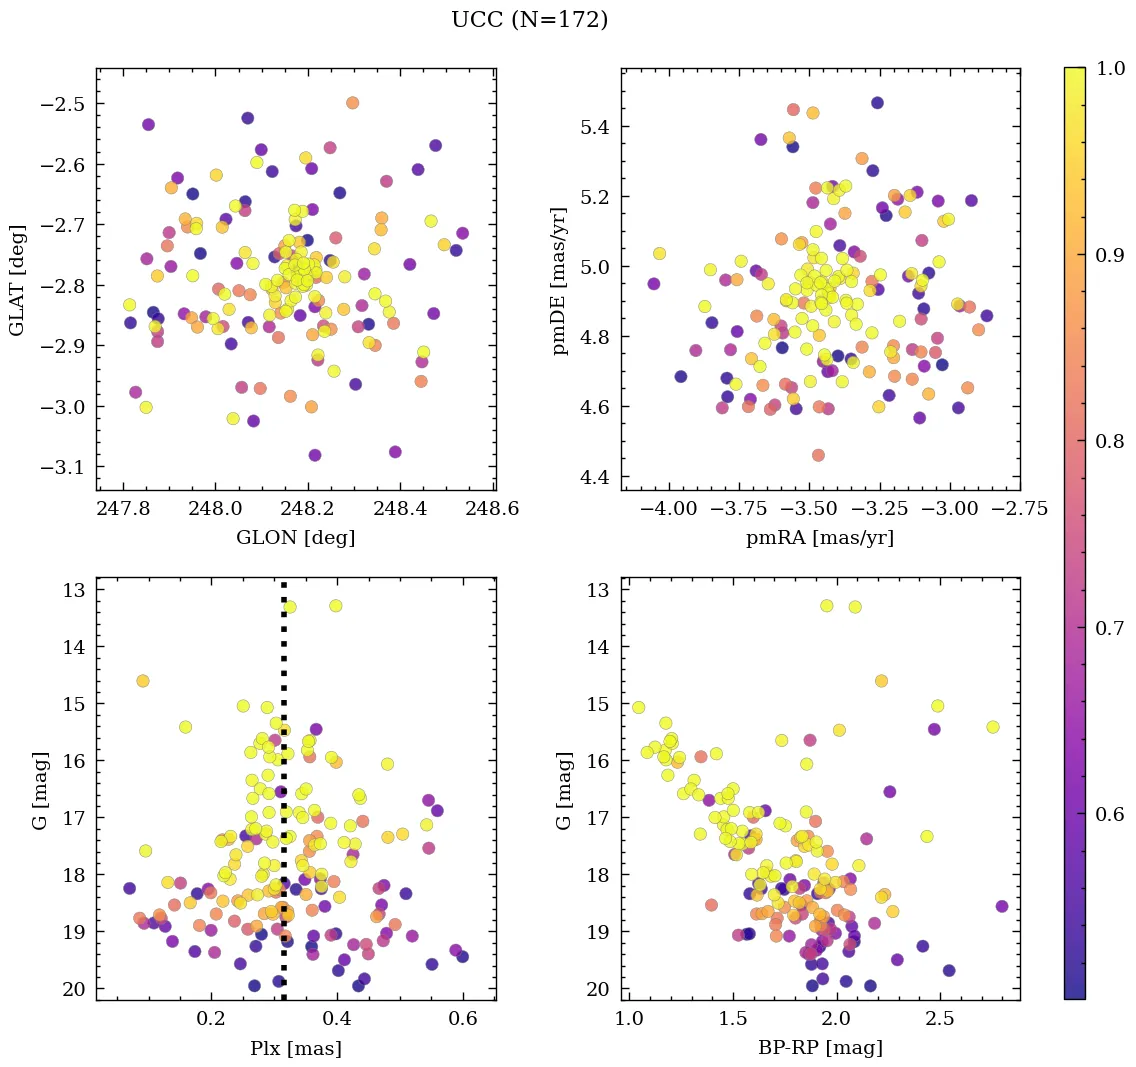 UCC (N=172)
−2.5
−2.6
−2.7
−2.8
−2.9
−3.0
−3.1
GLAT [deg]
247.8 248.0 248.2 248.4 248.6
GLON [deg]
5.4
5.2
5.0
4.8
4.6
4.4
pmDE [mas/yr]
−4.00 −3.75 −3.50 −3.25 −3.00 −2.75
pmRA [mas/yr]
1.0
0.9
0.8
0.7
0.6
13
14
15
16
17
18
19
20
G [mag]
0.2 0.4 0.6
Plx [mas]
13
14
15
16
17
18
19
20
G [mag]
1.0 1.5 2.0 2.5
BP-RP [mag]